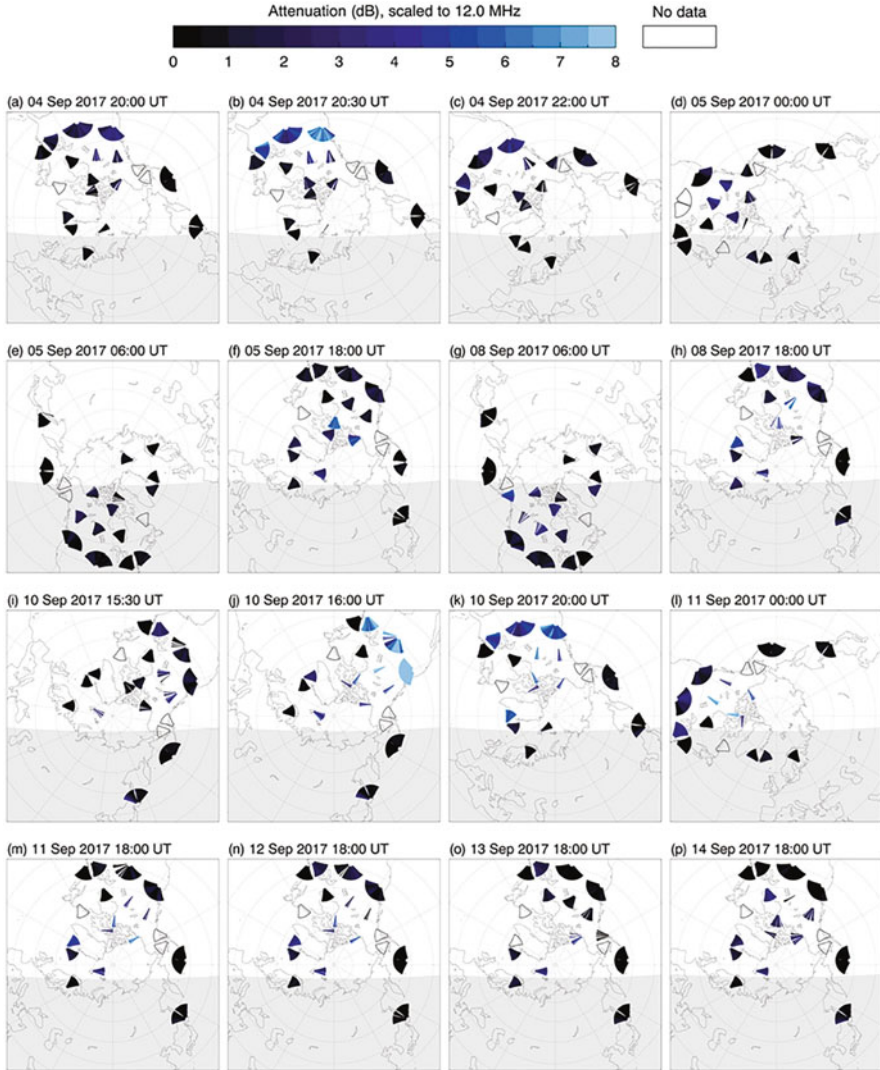 Attenuation (dB), scaled to 12.0 MHz No data
0 1 2 3 4 5 6 7 8
(a) 04 Sep 2017 20:00 UT (b) 04 Sep 2017 20:30 UT (c) 04 Sep 2017 22:00 UT (d) 05 Sep 2017 00:00 UT
(e) 05 Sep 2017 06:00 UT (f) 05 Sep 2017 18:00 UT (g) 08 Sep 2017 06:00 UT (h) 08 Sep 2017 18:00 UT
(i) 10 Sep 2017 15:30 UT (j) 10 Sep 2017 16:00 UT (k) 10 Sep 2017 20:00 UT (l) 11 Sep 2017 00:00 UT
(m) 11 Sep 2017 18:00 UT (n) 12 Sep 2017 18:00 UT (o) 13 Sep 2017 18:00 UT (p) 14 Sep 2017 18:00 UT